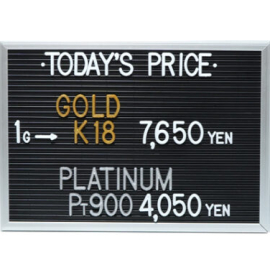 ·TODAY'S PRICE·
GOLD
1G→ K18 7,650 YEN
PLATINUM
PT900 4,050 YEN